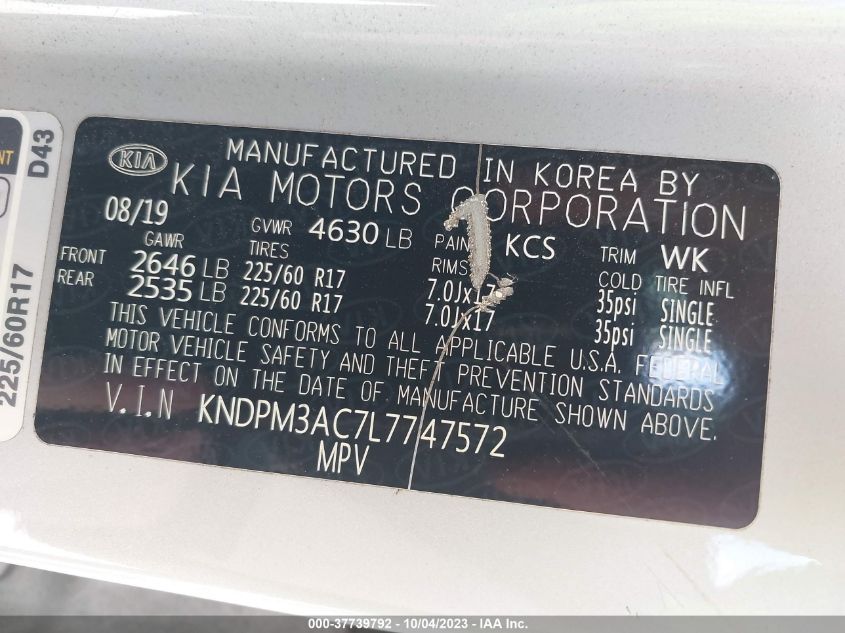 KIA MANUFACTURED IN KOREA BY
KIA MOTORS CORPORATION
08/19 GVWR 4630 LB KCS TRIM WK
GAWR TIRES RIMS COLD TIRE INFL
FRONT 2646 LB 225/60 R17 7.0Jx17 35psi SINGLE
REAR 2535 LB 225/60 R17 7.0Jx17 35psi SINGLE
THIS VEHICLE CONFORMS TO ALL APPLICABLE U.S.A. FEDERAL
MOTOR VEHICLE SAFETY AND THEFT PREVENTION STANDARDS
IN EFFECT ON THE DATE OF MANUFACTURE SHOWN ABOVE.
V.I.N KNDPM3AC7L7747572
MPV
D43
225/60R17
© - 37739792 - 10/04/2023 - IAA Inc.